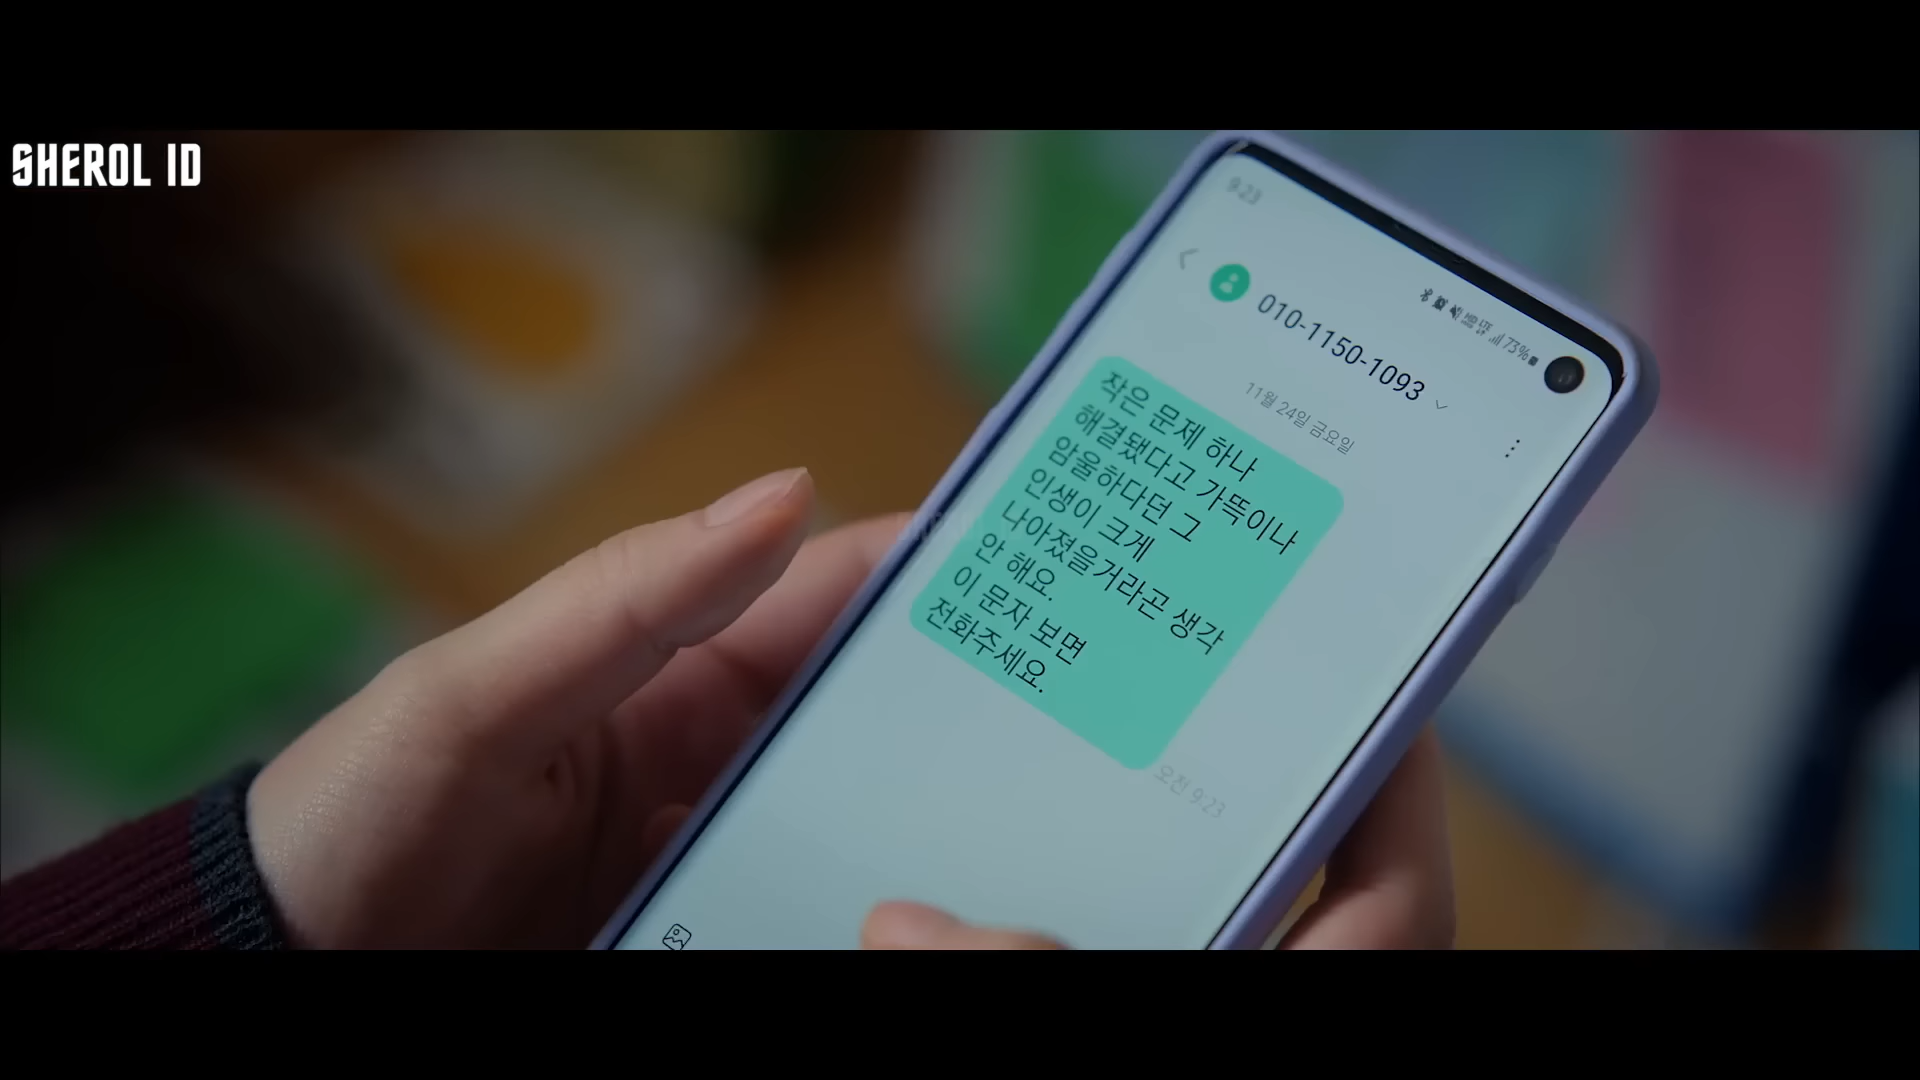 SHEROL ID
9:23
73%
010-1150-1093
11월 24일 금요일
작은 문제 하나
해결됐다고 가뜩이나
암울하다던 그
인생이 크게
나아졌을거라곤 생각
안 해요.
이 문자 보면
전화주세요.
오전 9:23